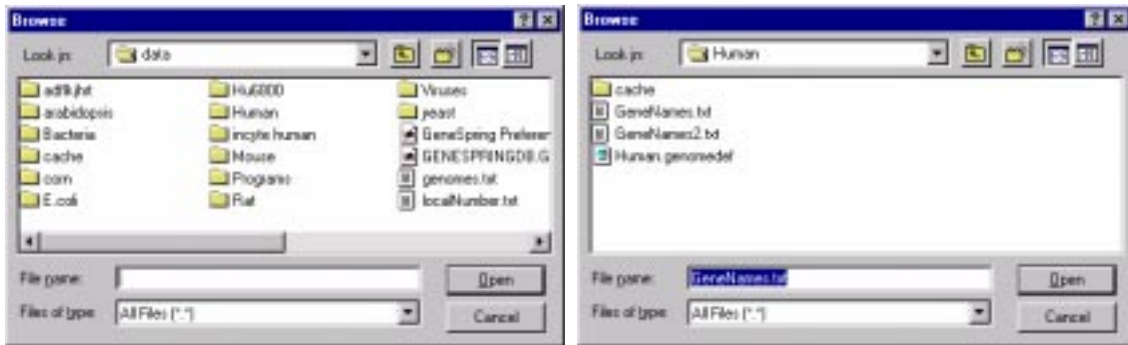 Browse
Look in: data
adflkjhit
arabidopsis
Bacteria
cache
corn
E.coli
Hu6800
Human
incyte human
Mouse
Programs
Rat
Viruses
yeast
GeneSpring Preferen
GENESPRINGDB.G
genomes.txt
localNumber.txt
File name:
Open
Files of type: All Files (*.*)
Cancel
Browse
Look in: Human
cache
GeneNames.txt
GeneNames2.txt
Human.genomedef
File name: GeneNames.txt
Open
Files of type: All Files (*.*)
Cancel